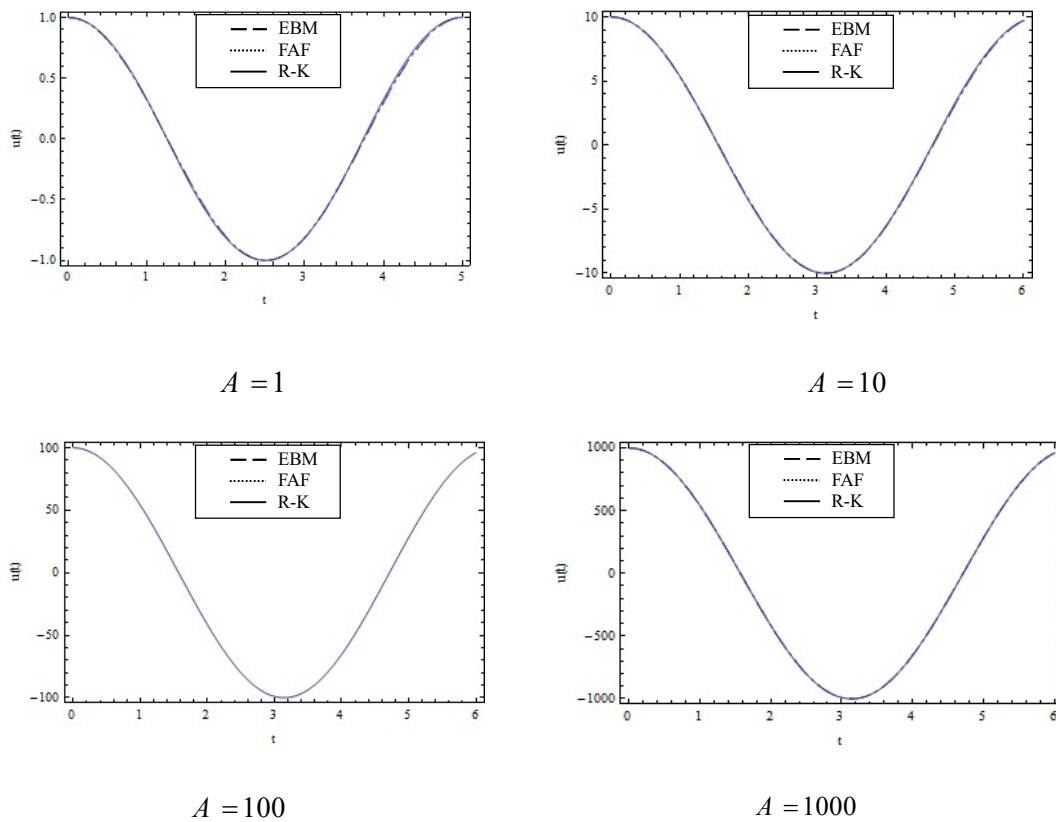 1.0
0.5
0.0
−0.5
−1.0
u(t)
EBM
FAF
R-K
0 1 2 3 4 5
t
A = 1
10
5
0
−5
−10
u(t)
EBM
FAF
R-K
0 1 2 3 4 5 6
t
A = 10
100
50
0
−50
−100
u(t)
EBM
FAF
R-K
0 1 2 3 4 5 6
t
A = 100
1000
500
0
−500
−1000
u(t)
EBM
FAF
R-K
0 1 2 3 4 5 6
t
A = 1000